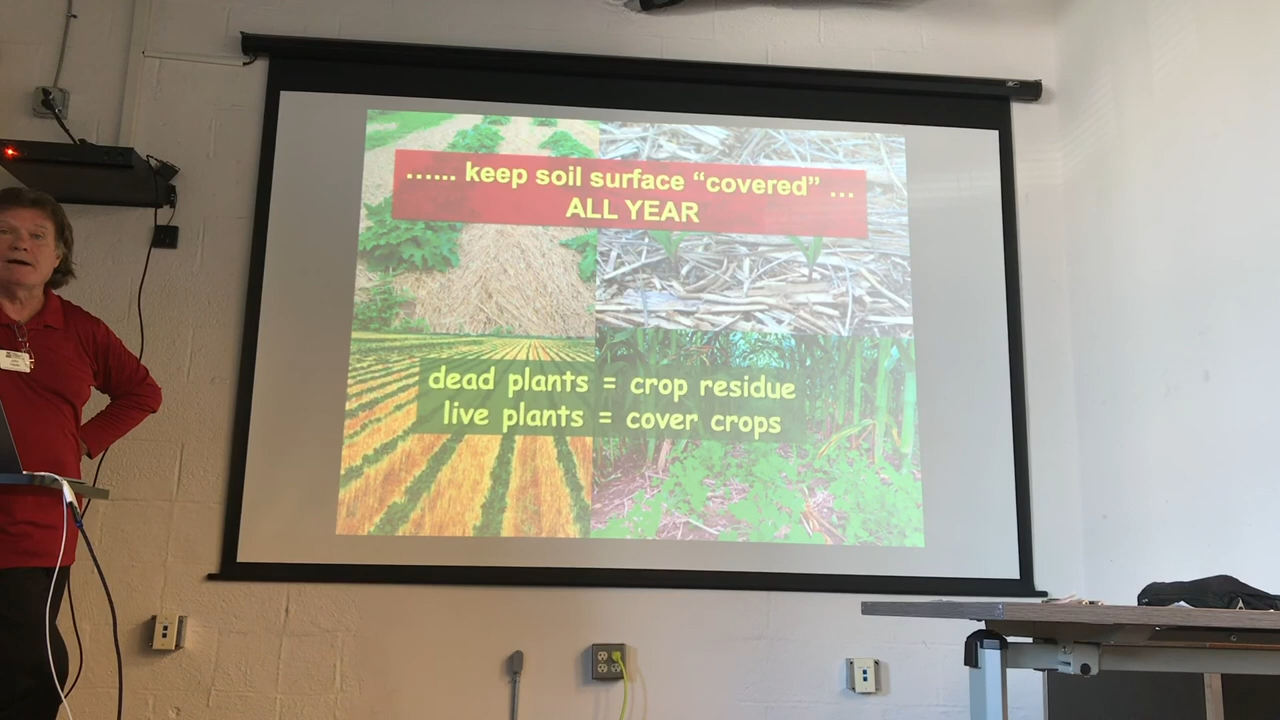 ...... keep soil surface “covered” ...
ALL YEAR
dead plants = crop residue
live plants = cover crops